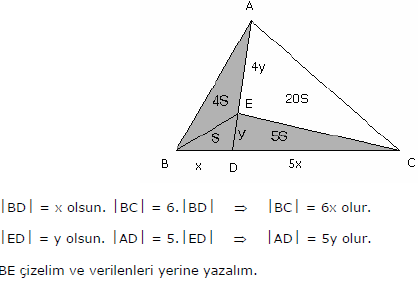 A
4y
4S
E
20S
S
y
5S
B
x
D
5x
C
|BD| = x olsun. |BC| = 6.|BD| ⇒ |BC| = 6x olur.
|ED| = y olsun. |AD| = 5.|ED| ⇒ |AD| = 5y olur.
BE çizelim ve verilenleri yerine yazalım.